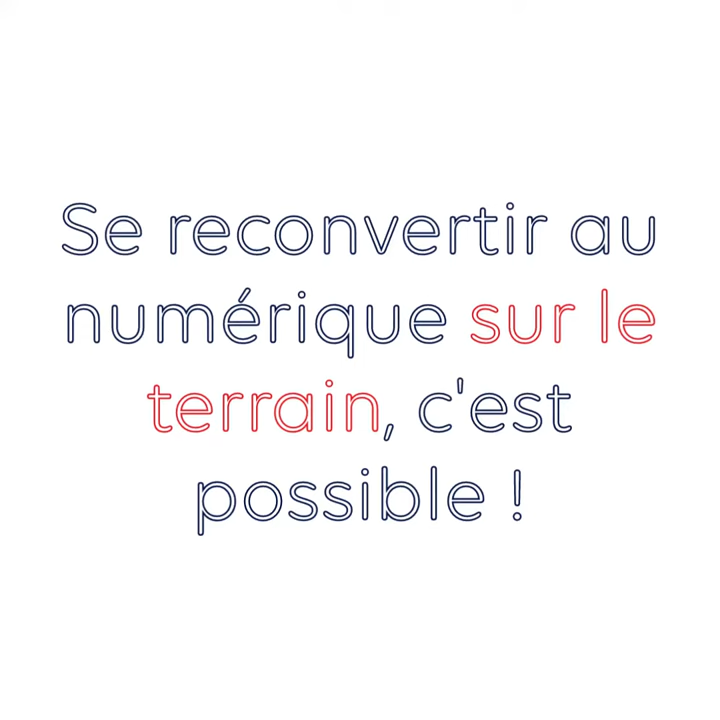 Se reconvertir au
numérique sur le
terrain, c'est
possible !